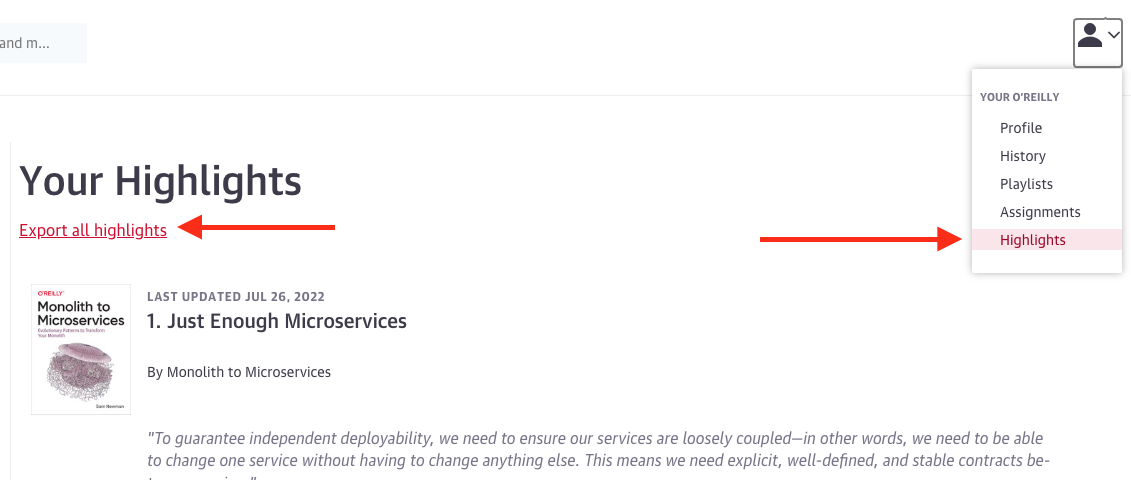 and m...
YOUR O'REILLY
Profile
History
Playlists
Assignments
Highlights
Your Highlights
Export all highlights
O'REILLY
Monolith to
Microservices
Evolutionary Patterns to Transform
Your Monolith
Sam Newman
LAST UPDATED JUL 26, 2022
1. Just Enough Microservices
By Monolith to Microservices
"To guarantee independent deployability, we need to ensure our services are loosely coupled—in other words, we need to be able
to change one service without having to change anything else. This means we need explicit, well-defined, and stable contracts be-